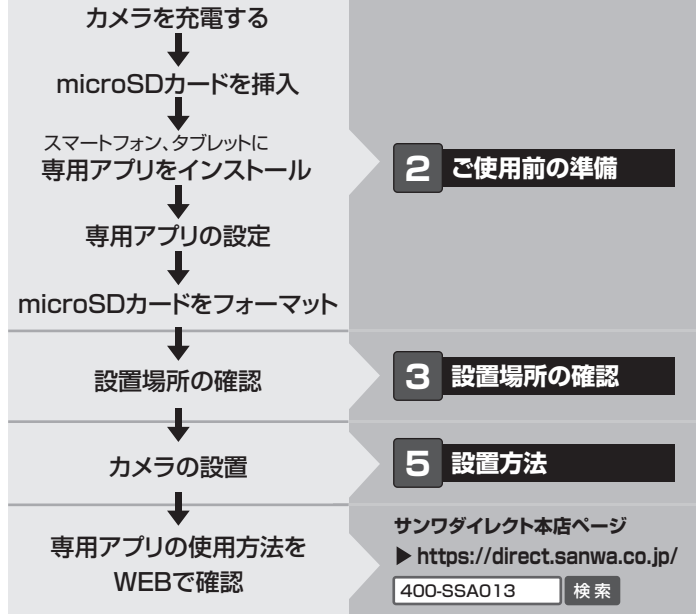 カメラを充電する
microSDカードを挿入
スマートフォン、タブレットに
専用アプリをインストール
専用アプリの設定
microSDカードをフォーマット
2 ご使用前の準備
設置場所の確認
3 設置場所の確認
カメラの設置
5 設置方法
専用アプリの使用方法を
WEBで確認
サンワダイレクト本店ページ
▶ https://direct.sanwa.co.jp/
400-SSA013 検索